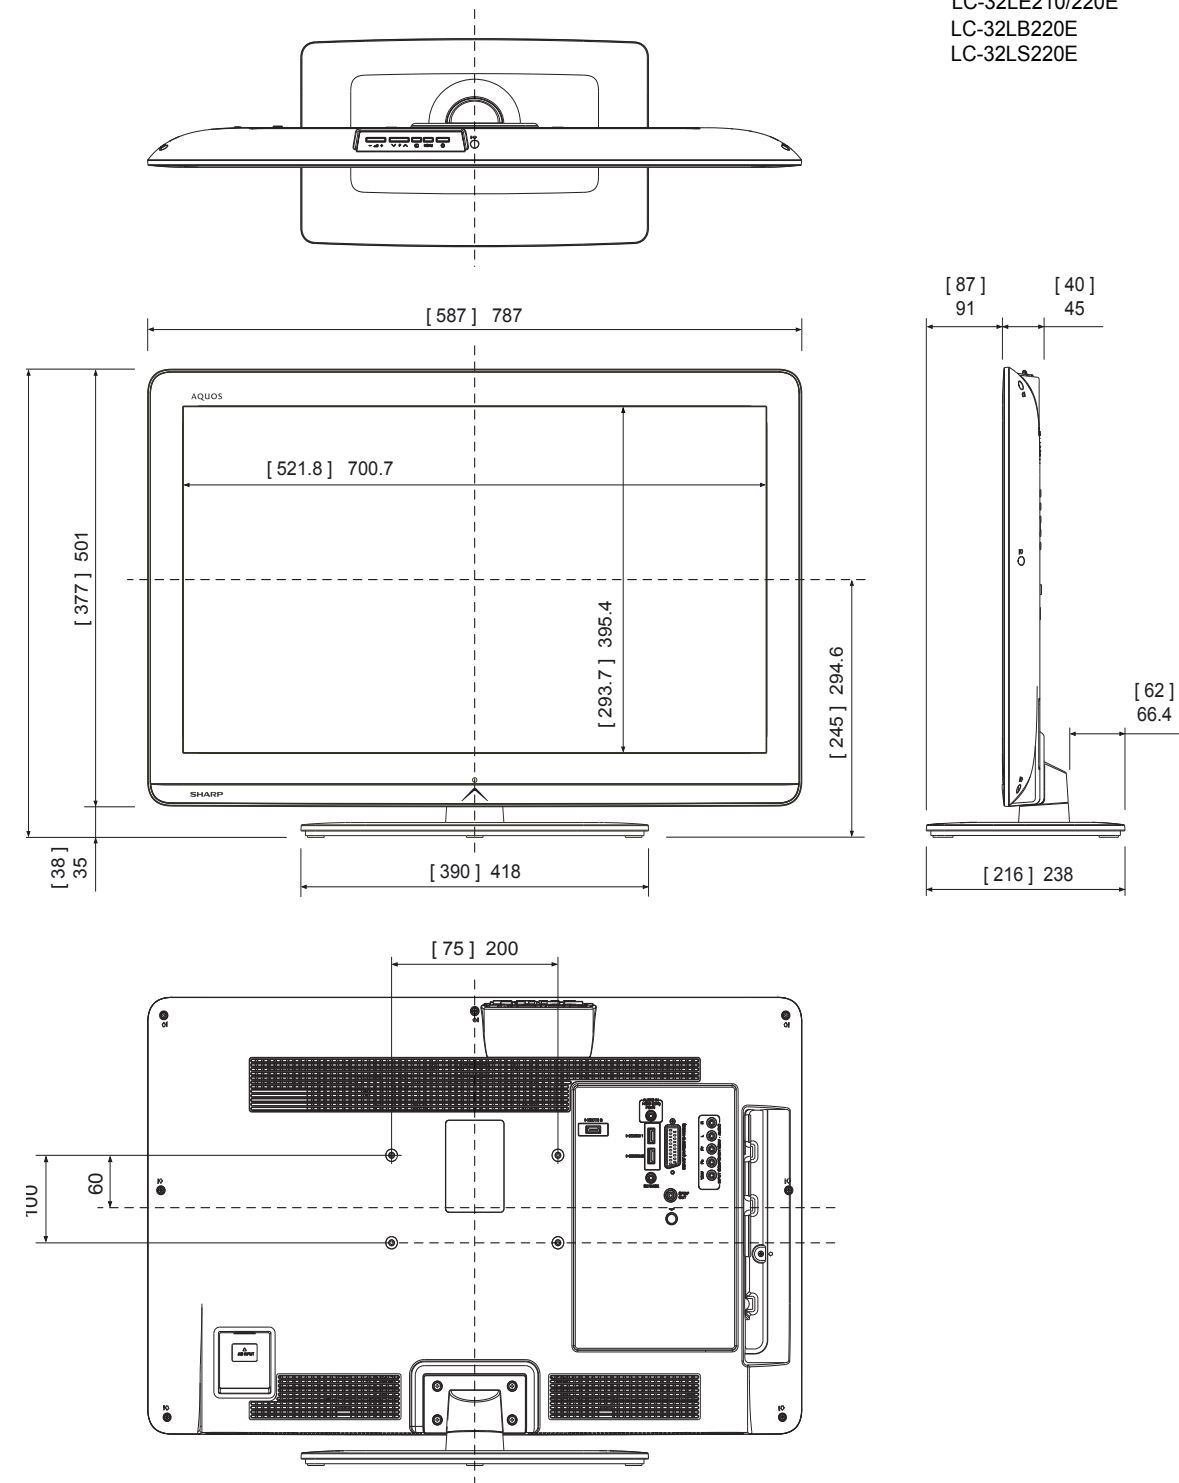 LC-32LE210/220E
LC-32LB220E
LC-32LS220E
[ 87 ]
91
[ 40 ]
45
[ 587 ] 787
AQUOS
[ 521.8 ] 700.7
[ 377 ] 501
[ 293.7 ] 395.4
[ 245 ] 294.6
[ 62 ]
66.4
SHARP
[ 38 ]
35
[ 390 ] 418
[ 216 ] 238
[ 75 ] 200
100
60